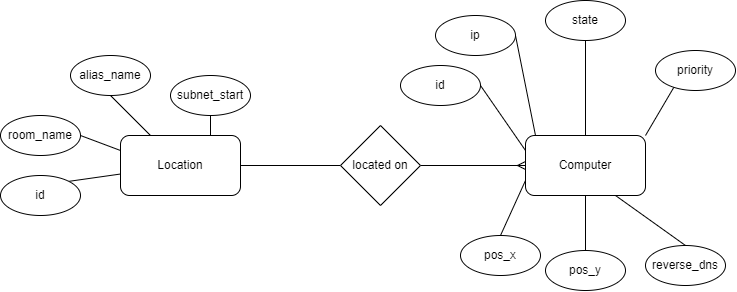 state
ip
priority
alias_name
id
subnet_start
room_name
Location
located on
Computer
id
pos_x
pos_y
reverse_dns